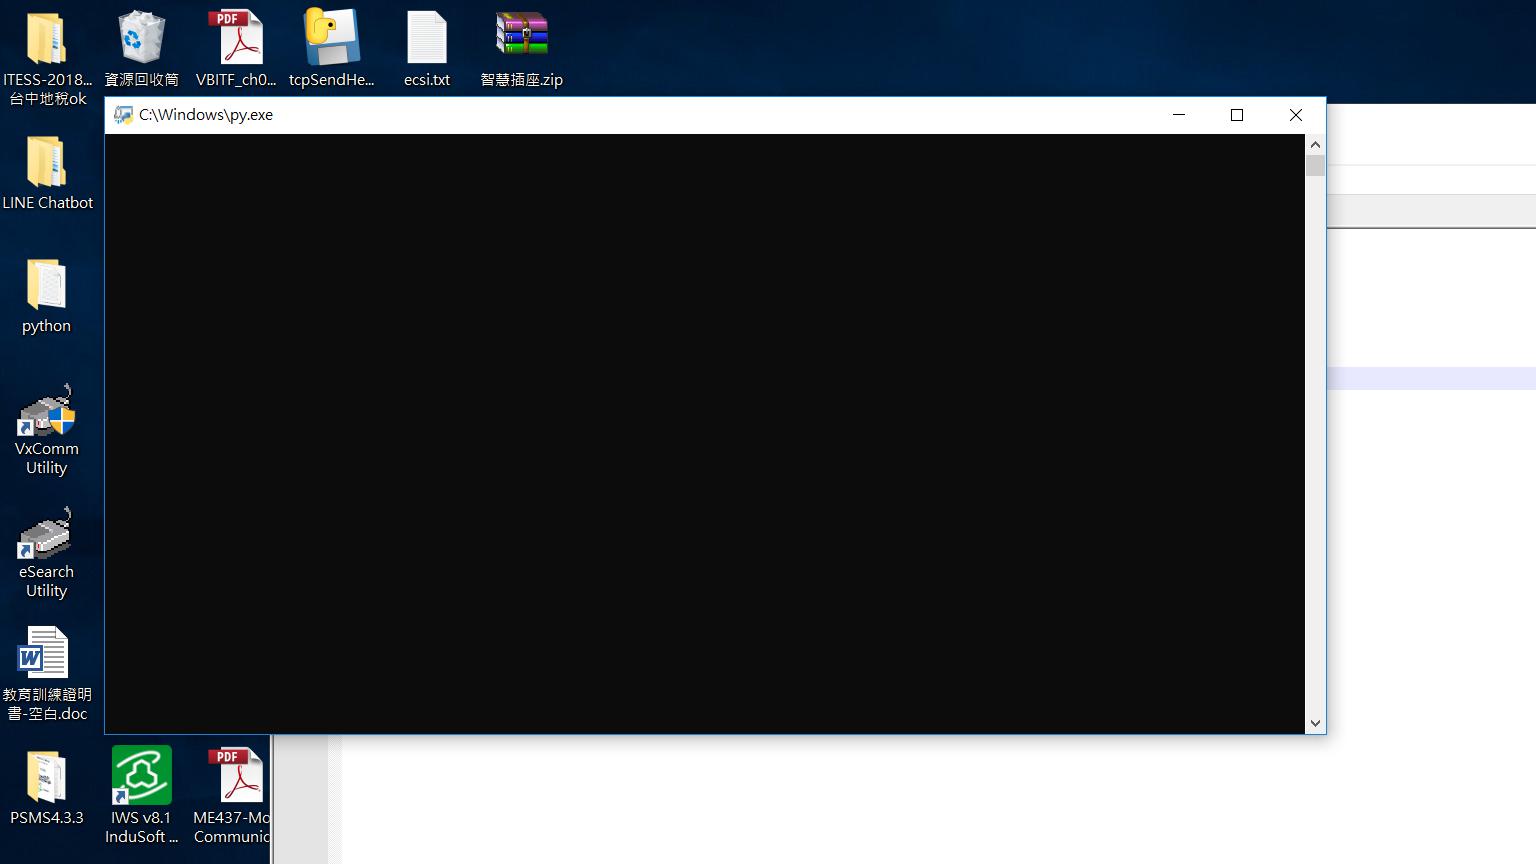 ITESS-2018...
台中地稅ok
資源回收筒
VBITF_ch0...
tcpSendHe...
ecsi.txt
智慧插座.zip
C:\Windows\py.exe
LINE Chatbot
python
VxComm
Utility
eSearch
Utility
教育訓練證明
書-空白.doc
PSMS4.3.3
IWS v8.1
InduSoft ...
ME437-Mo
Communic
PDF
PDF
W